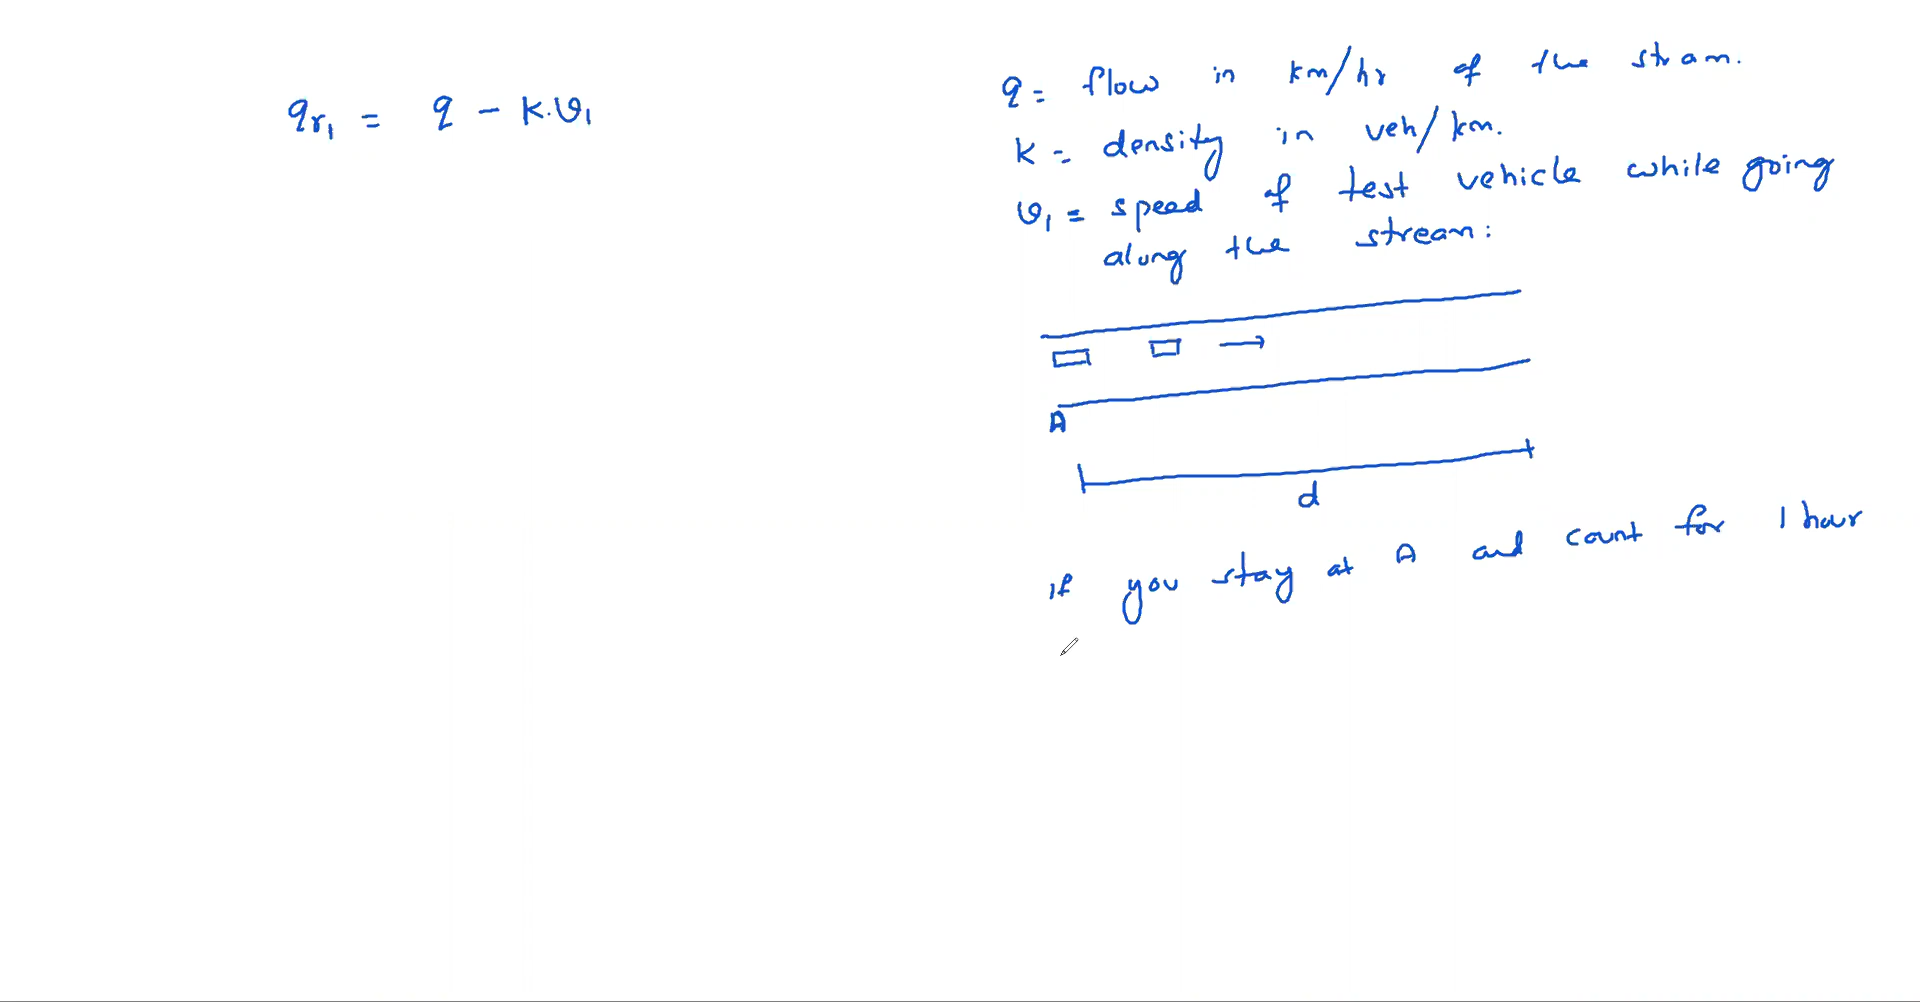 qr1 = q - K.v1
q = flow in km/hr of the stram.
K = density in veh/km.
v1 = speed of test vehicle while going
along the stream:
A
d
if you stay at A and count for 1 hour